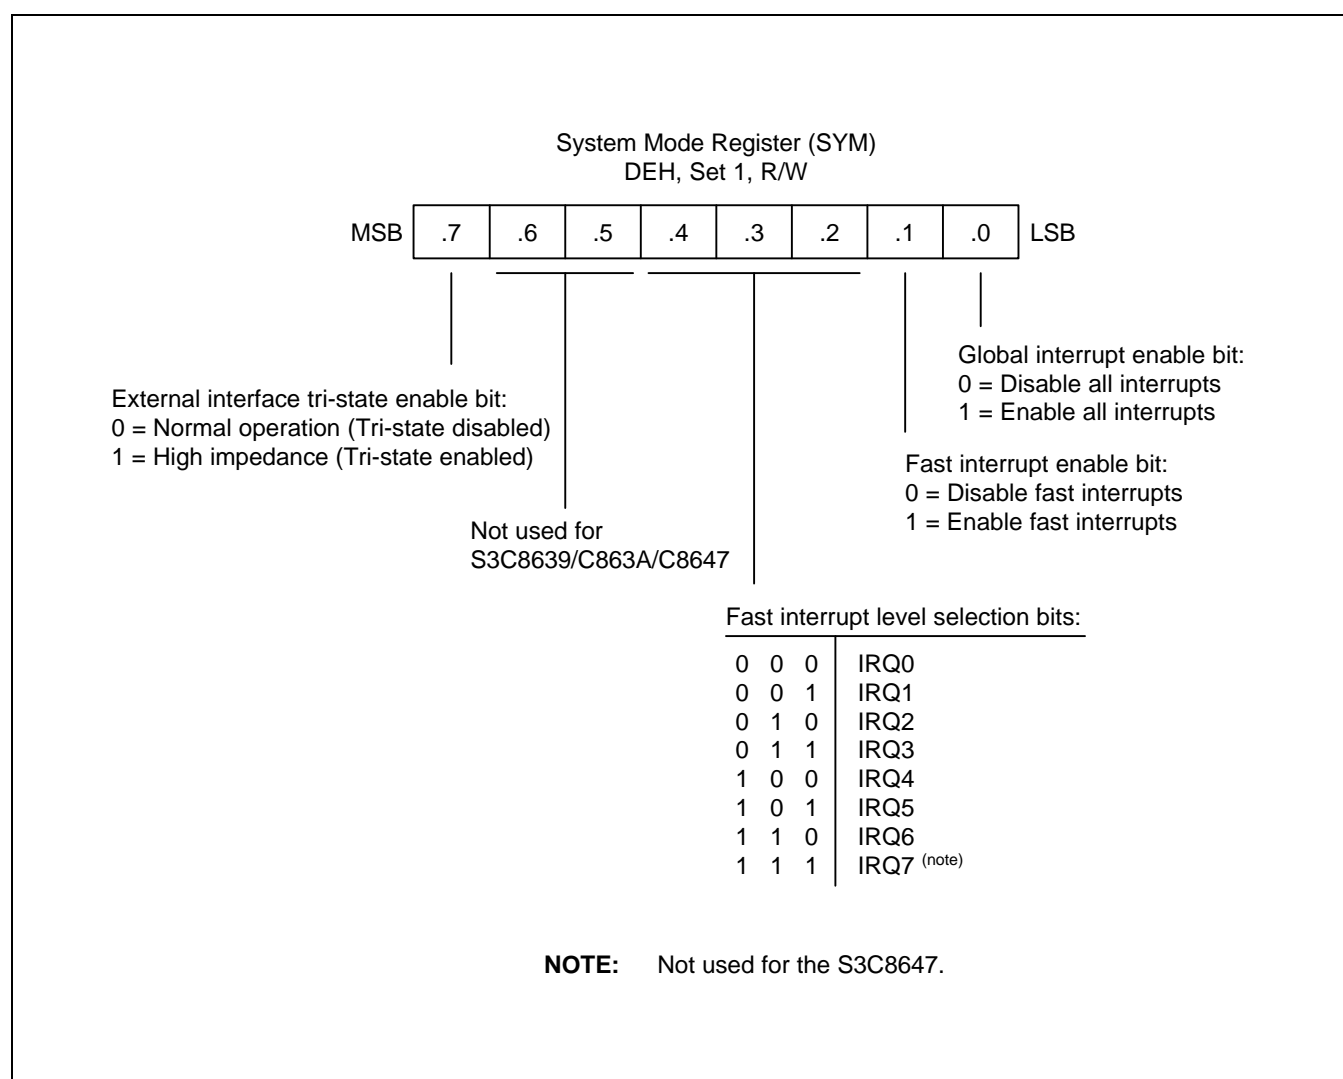 System Mode Register (SYM)
DEH, Set 1, R/W
MSB .7 .6 .5 .4 .3 .2 .1 .0 LSB
Global interrupt enable bit:
0 = Disable all interrupts
1 = Enable all interrupts
External interface tri-state enable bit:
0 = Normal operation (Tri-state disabled)
1 = High impedance (Tri-state enabled)
Fast interrupt enable bit:
0 = Disable fast interrupts
1 = Enable fast interrupts
Not used for
S3C8639/C863A/C8647
Fast interrupt level selection bits:
0 0 0 IRQ0
0 0 1 IRQ1
0 1 0 IRQ2
0 1 1 IRQ3
1 0 0 IRQ4
1 0 1 IRQ5
1 1 0 IRQ6
1 1 1 IRQ7 (note)
NOTE: Not used for the S3C8647.